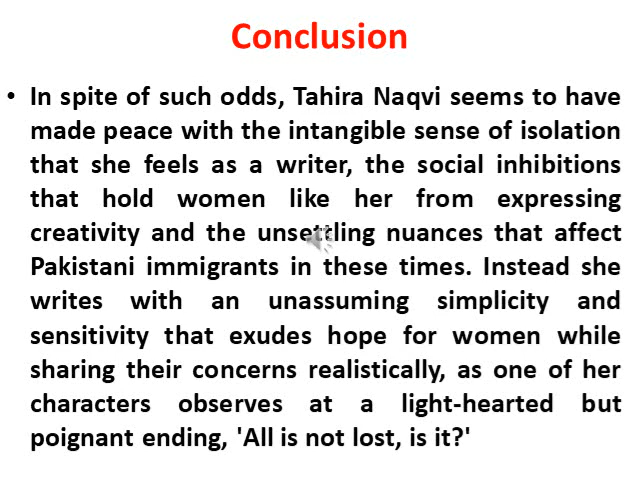 Conclusion
• In spite of such odds, Tahira Naqvi seems to have
made peace with the intangible sense of isolation
that she feels as a writer, the social inhibitions
that hold women like her from expressing
creativity and the unsettling nuances that affect
Pakistani immigrants in these times. Instead she
writes with an unassuming simplicity and
sensitivity that exudes hope for women while
sharing their concerns realistically, as one of her
characters observes at a light-hearted but
poignant ending, 'All is not lost, is it?'